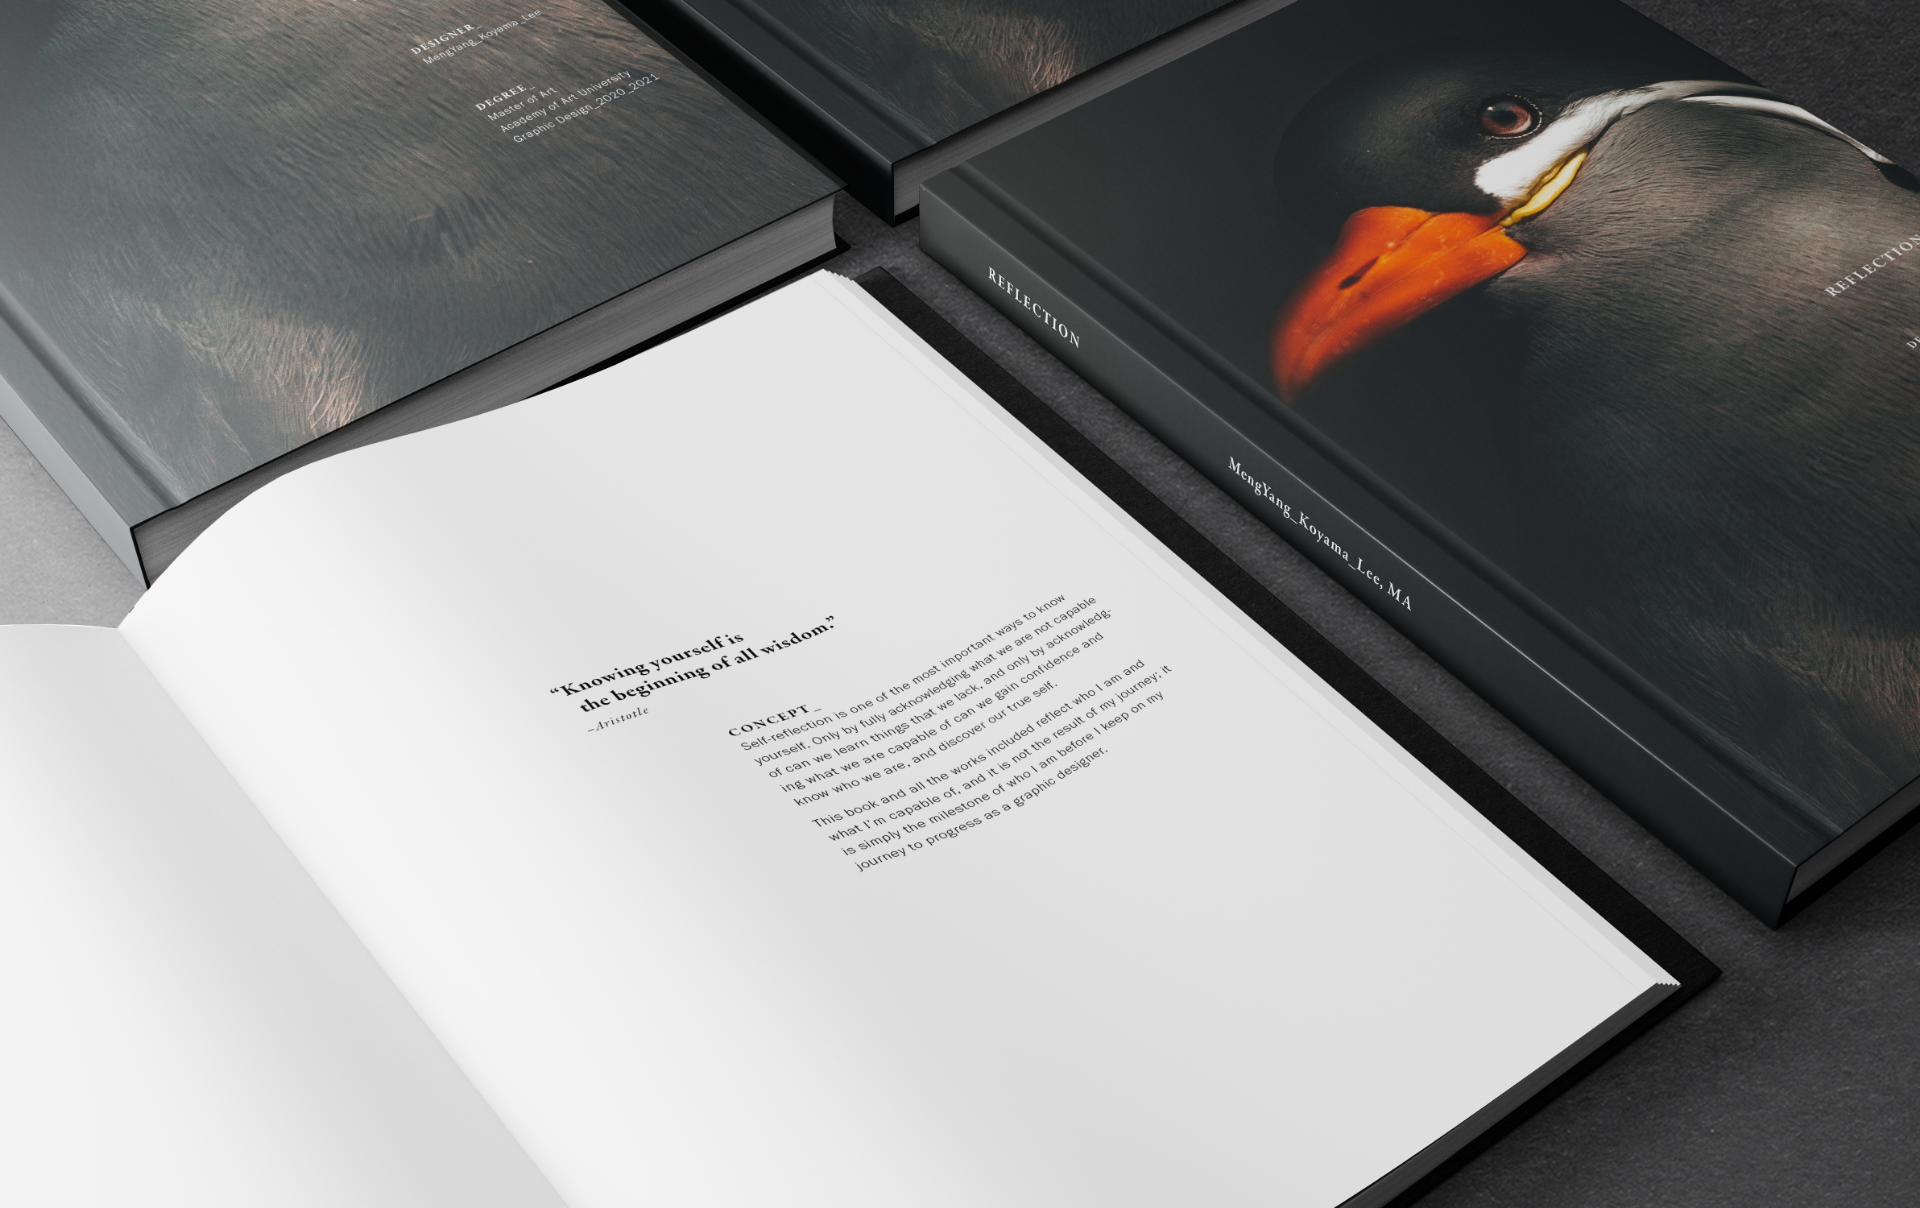 DESIGNER_
MengYang_Koyama_Lee
DEGREE_
Master of Art
Academy of Art University
Graphic Design_2020_2021
REFLECTION
MengYang_Koyama_Lee, MA
REFLECTION
“Knowing yourself is
the beginning of all wisdom.”
–Aristotle
CONCEPT_
Self-reflection is one of the most important ways to know
yourself. Only by fully acknowledging what we are not capable
of can we learn things that we lack, and only by acknowledg-
ing what we are capable of can we gain confidence and
know who we are, and discover our true self.
This book and all the works included reflect who I am and
what I'm capable of, and it is not the result of my journey; it
is simply the milestone of who I am before I keep on my
journey to progress as a graphic designer.